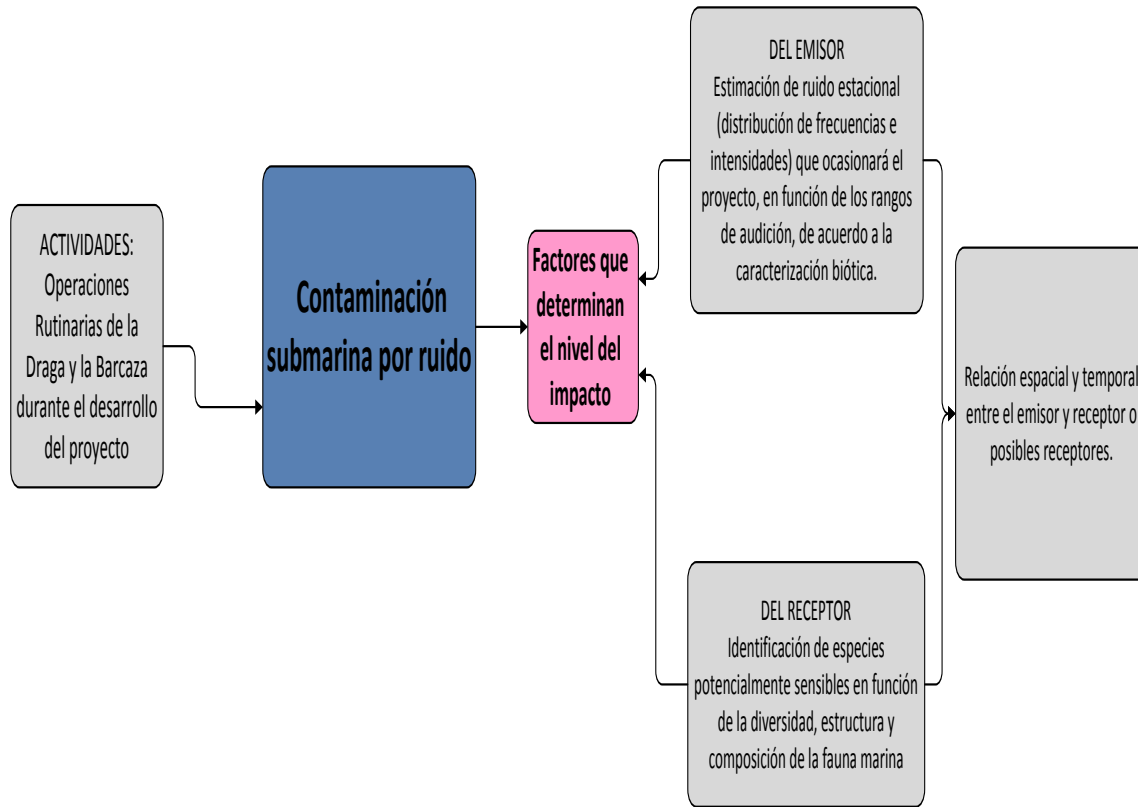 ACTIVIDADES:
Operaciones
Rutinarias de la
Draga y la Barcaza
durante el desarrollo
del proyecto
Contaminación
submarina por ruido
Factores que
determinan
el nivel del
impacto
DEL EMISOR
Estimación de ruido estacional
(distribución de frecuencias e
intensidades) que ocasionará el
proyecto, en función de los rangos
de audición, de acuerdo a la
caracterización biótica.
DEL RECEPTOR
Identificación de especies
potencialmente sensibles en función
de la diversidad, estructura y
composición de la fauna marina
Relación espacial y temporal
entre el emisor y receptor o
posibles receptores.